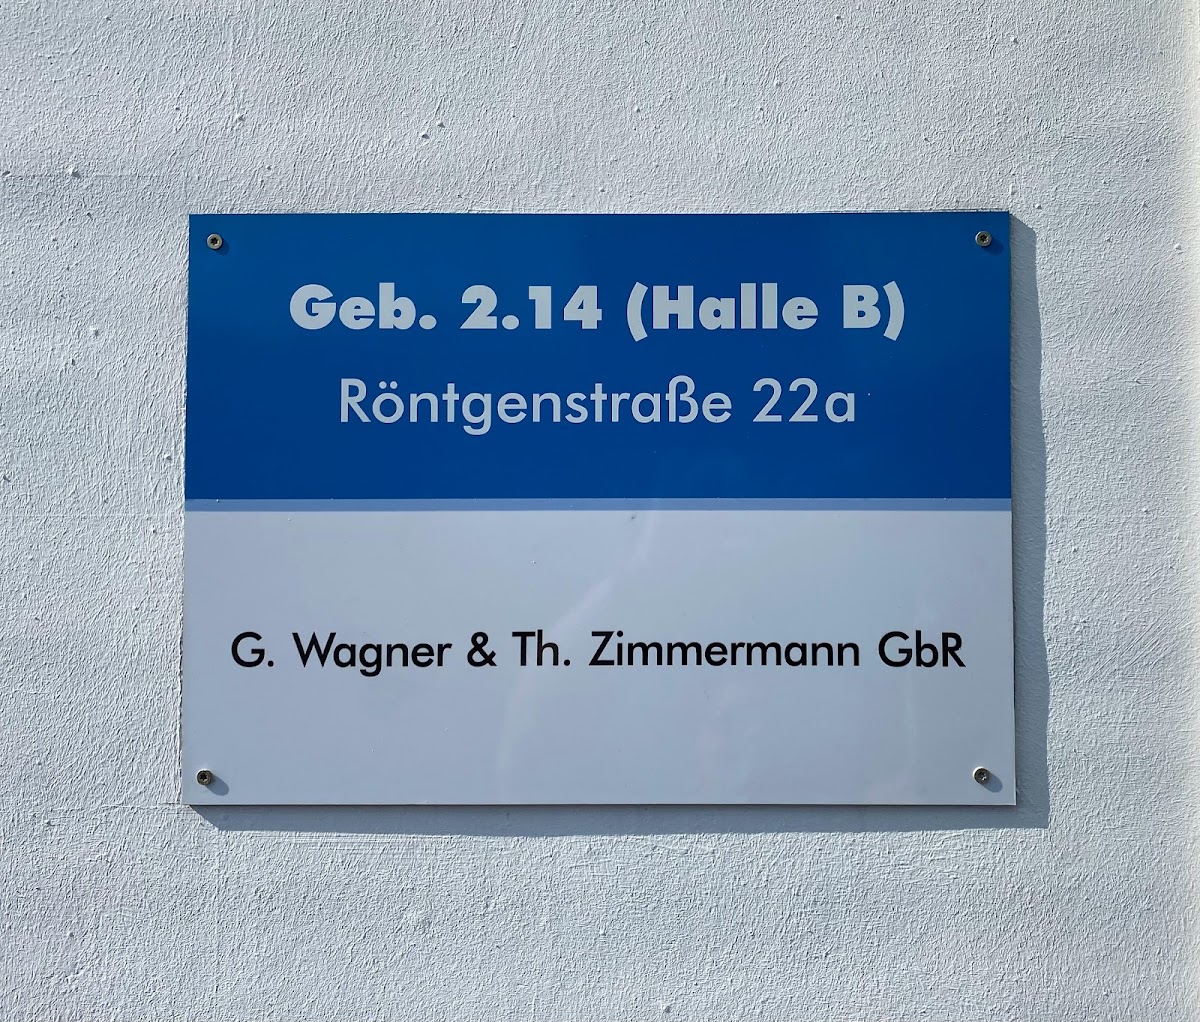 Geb. 2.14 (Halle B)
Röntgenstraße 22a
G. Wagner & Th. Zimmermann GbR